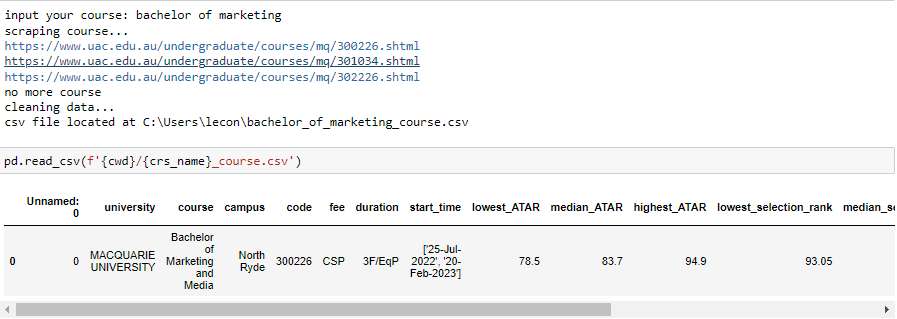 input your course: bachelor of marketing
scraping course...
https://www.uac.edu.au/undergraduate/courses/mq/300226.shtml
https://www.uac.edu.au/undergraduate/courses/mq/301034.shtml
https://www.uac.edu.au/undergraduate/courses/mq/302226.shtml
no more course
cleaning data...
csv file located at C:\Users\lecon\bachelor_of_marketing_course.csv
pd.read_csv(f'{cwd}/{crs_name}_course.csv')
Unnamed:
0 university course campus code fee duration start_time lowest_ATAR median_ATAR highest_ATAR lowest_selection_rank median_se
Bachelor
of
Marketing
and
Media
0 0 MACQUARIE
UNIVERSITY
North
Ryde
300226 CSP 3F/EqP
['25-Jul-
2022', '20-
Feb-2023']
78.5 83.7 94.9 93.05